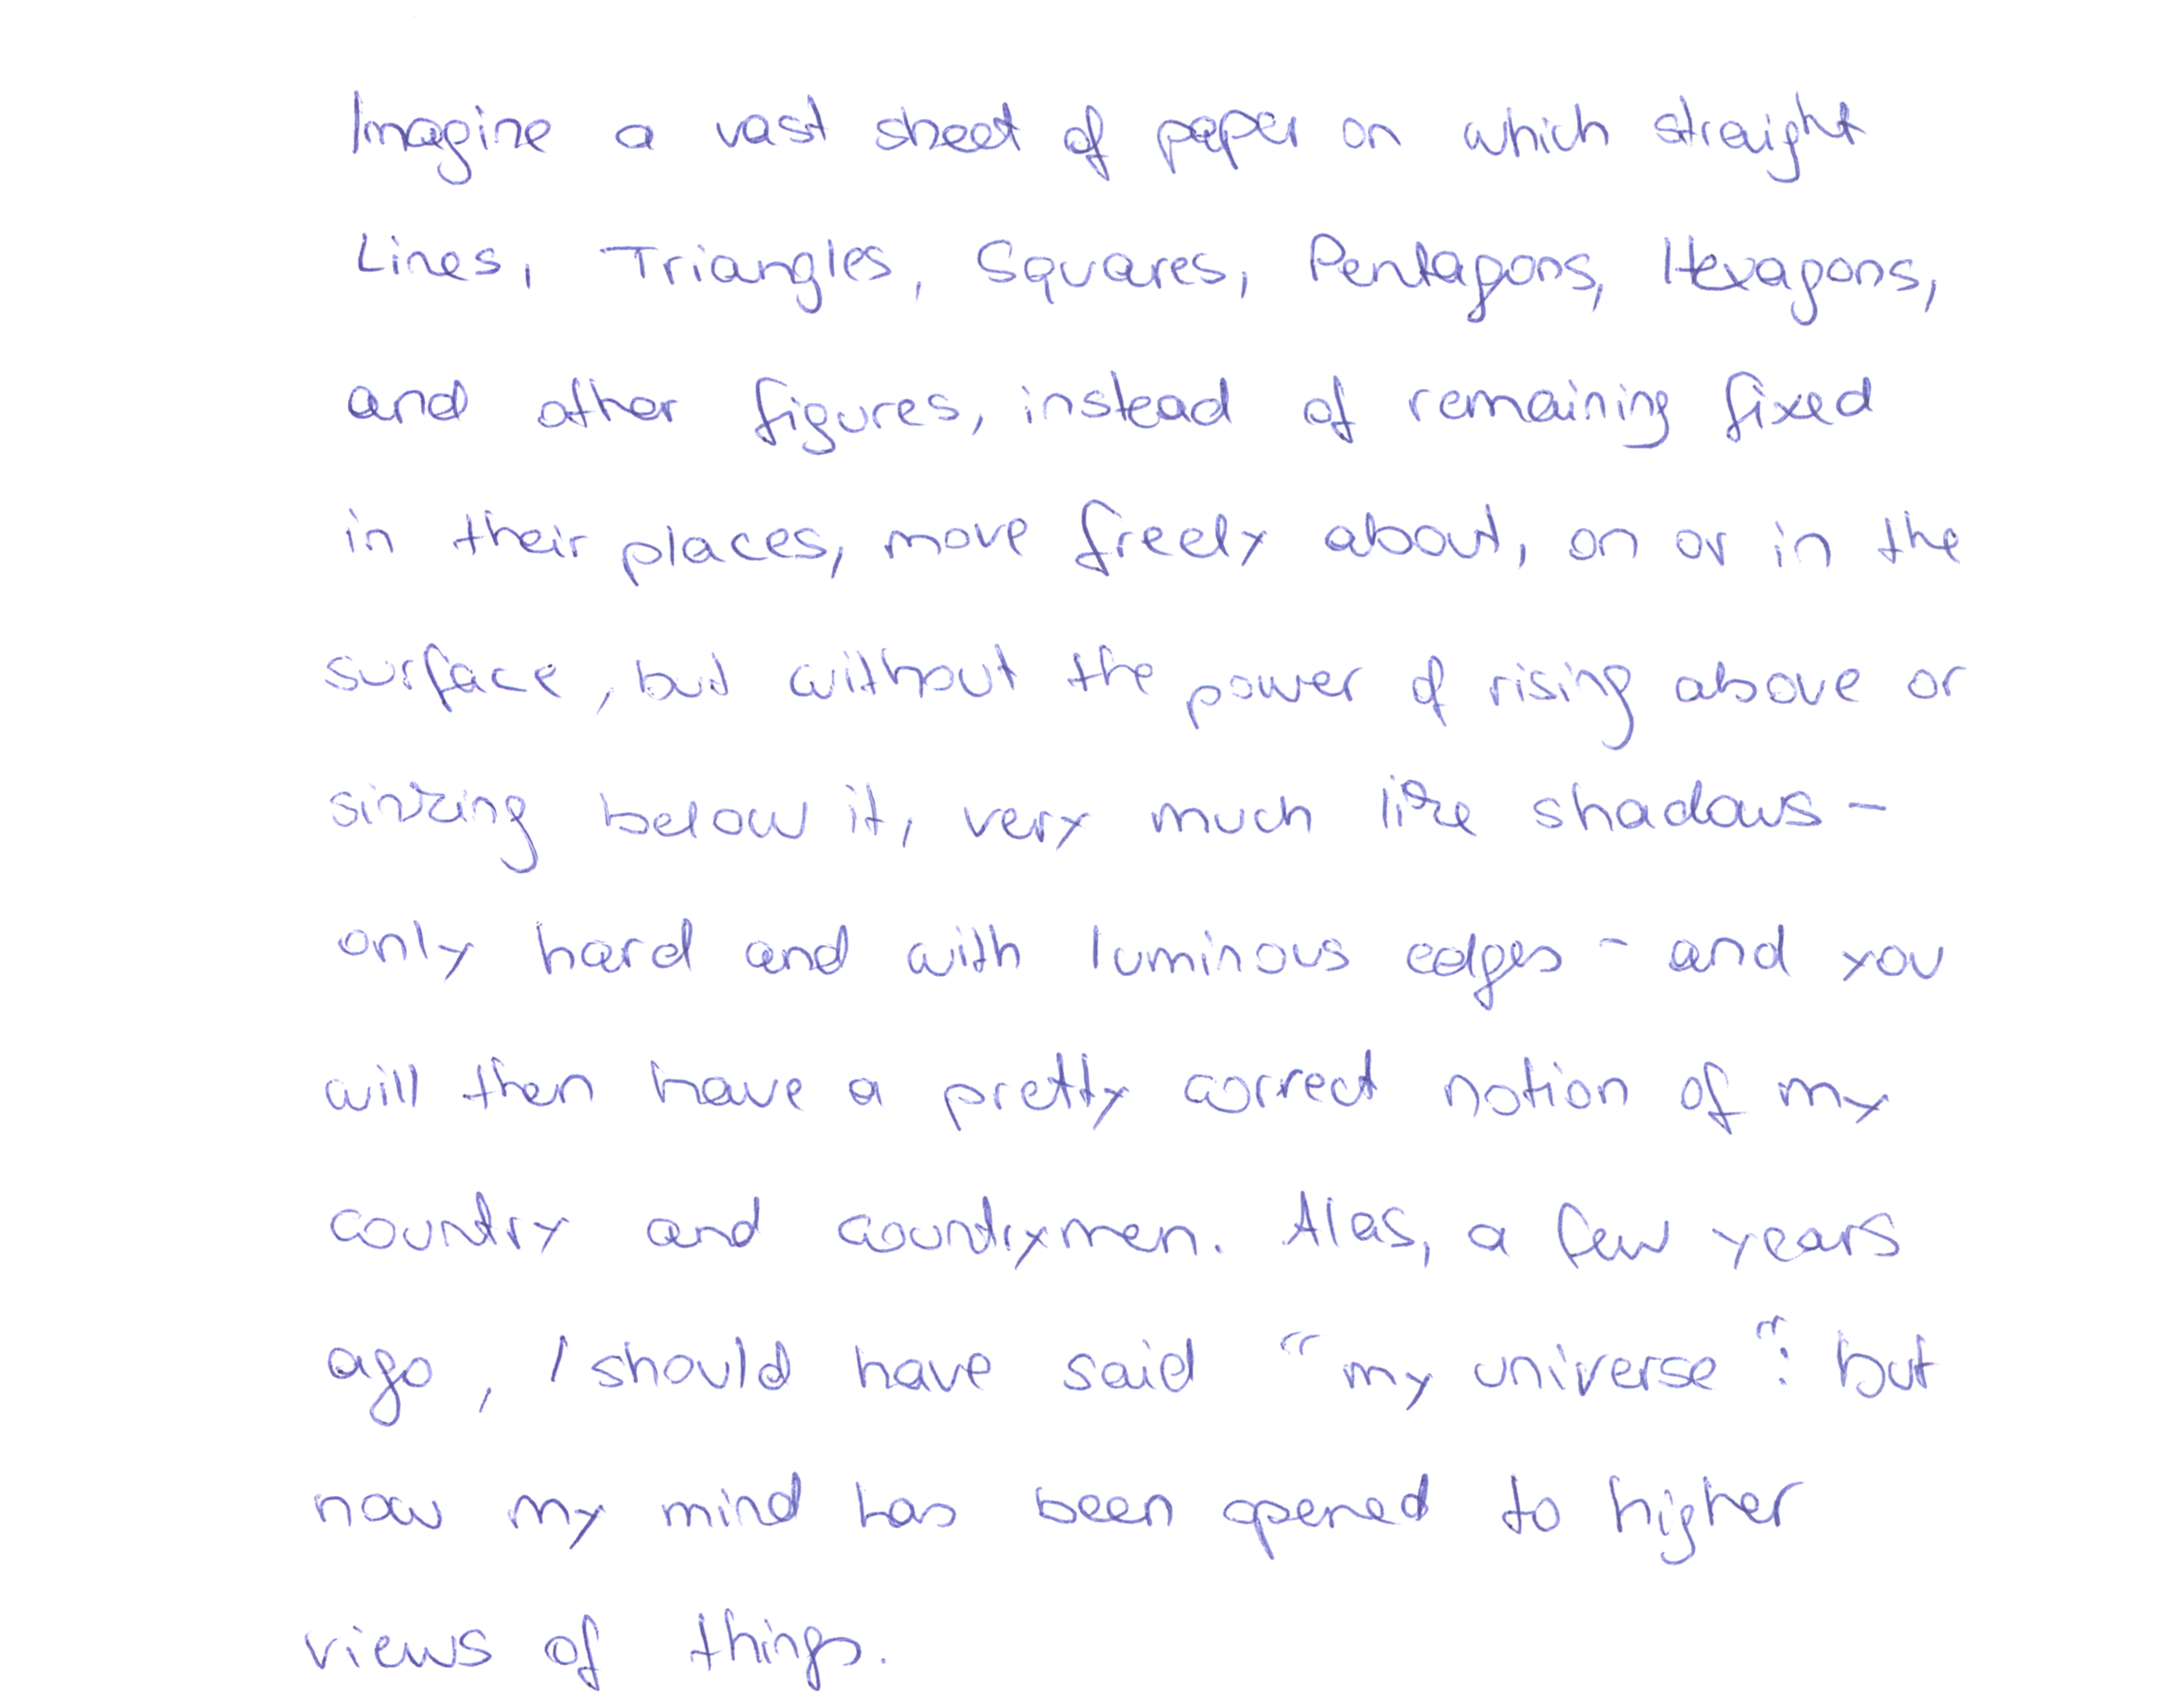 Imagine a vast sheet of paper on which straight
Lines, Triangles, Squares, Pentagons, Hexagons,
and other figures, instead of remaining fixed
in their places, move freely about, on or in the
surface, but without the power of rising above or
sinking below it, very much like shadows -
only hard and with luminous edges - and you
will then have a pretty correct notion of my
country and countrymen. Alas, a few years
ago, I should have said "my universe": but
now my mind has been opened to higher
views of things.